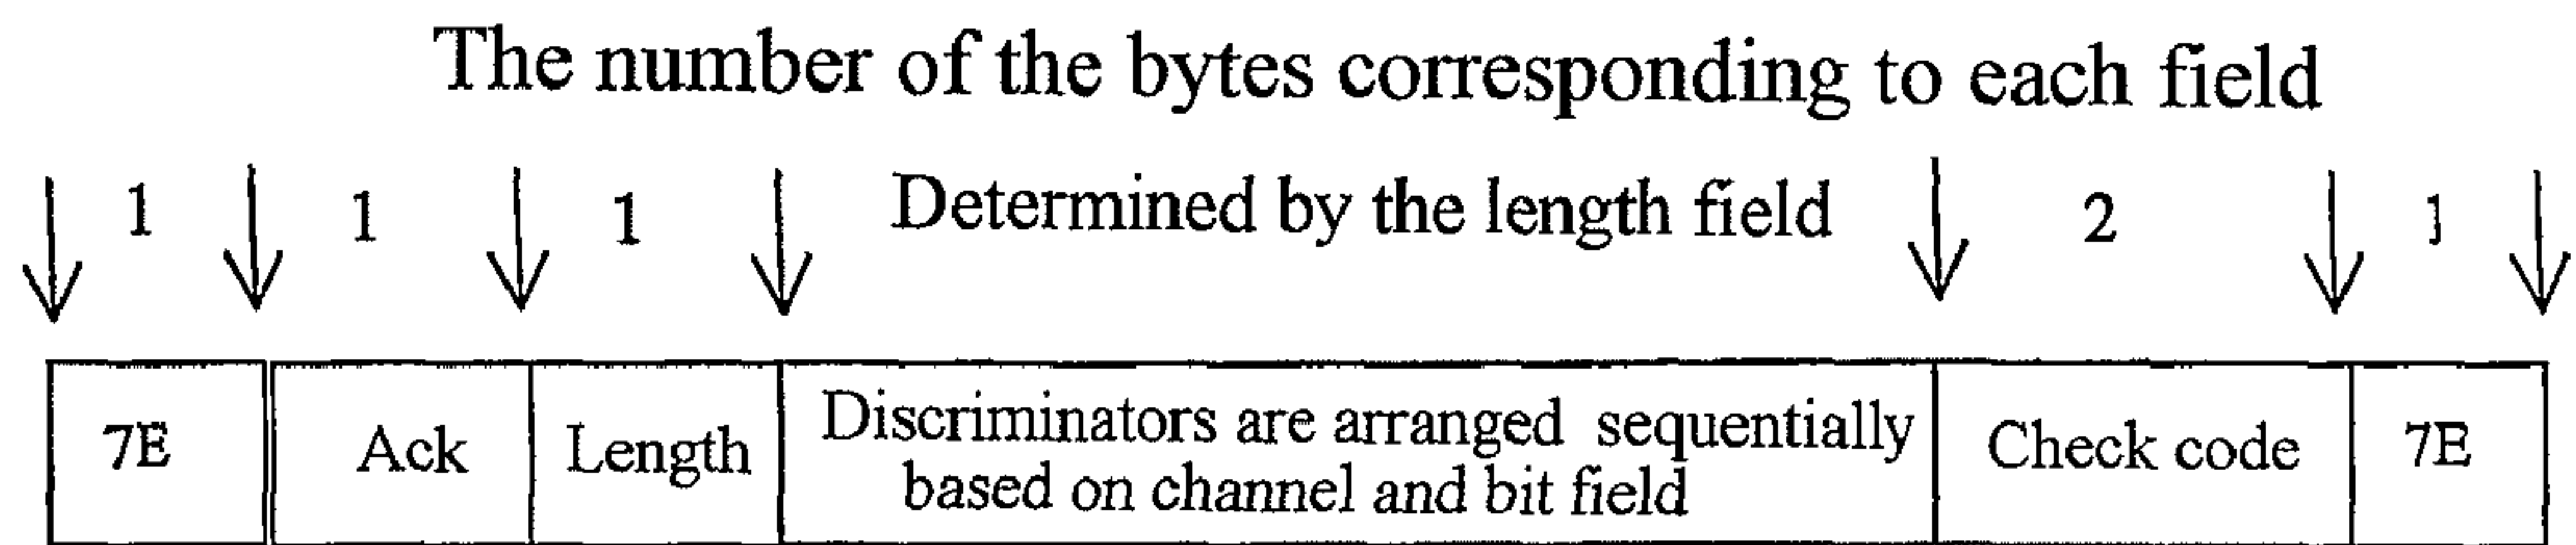 The number of the bytes corresponding to each field
1 1 1 Determined by the length field 2 1
7E Ack Length Discriminators are arranged sequentially based on channel and bit field Check code 7E